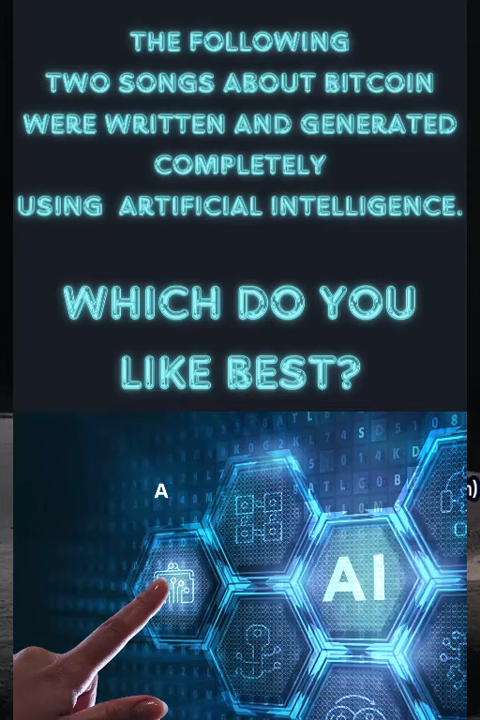 THE FOLLOWING
TWO SONGS ABOUT BITCOIN
WERE WRITTEN AND GENERATED
COMPLETELY
USING ARTIFICIAL INTELLIGENCE.
WHICH DO YOU
LIKE BEST?
A
AI